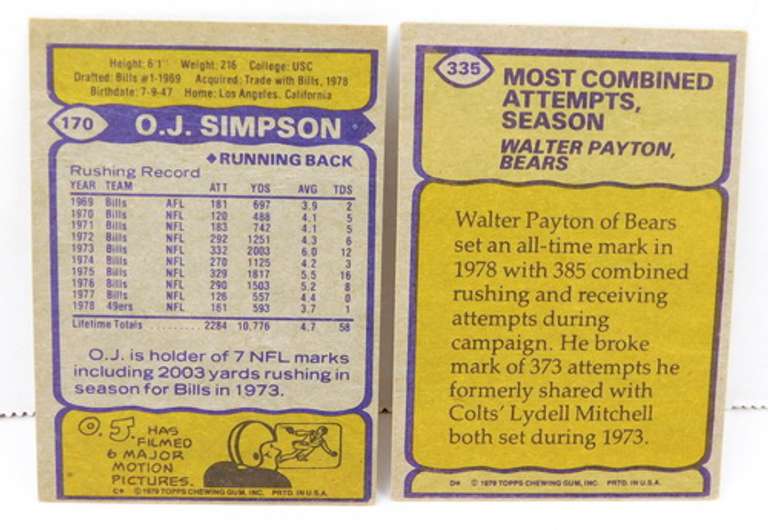 Height: 6'1" Weight: 216 College: USC
Drafted: Bills #1-1969 Acquired: Trade with Bills, 1978
Birthdate: 7-9-47 Home: Los Angeles, California
170 O.J. SIMPSON
◆RUNNING BACK
Rushing Record
YEAR TEAM ATT YDS AVG TDS
1969 Bills AFL 181 697 3.9 2
1970 Bills NFL 120 488 4.1 5
1971 Bills NFL 183 742 4.1 5
1972 Bills NFL 292 1251 4.3 6
1973 Bills NFL 332 2003 6.0 12
1974 Bills NFL 270 1125 4.2 3
1975 Bills NFL 329 1817 5.5 16
1976 Bills NFL 290 1503 5.2 8
1977 Bills NFL 126 557 4.4 0
1978 49ers NFL 161 593 3.7 1
Lifetime Totals ......... 2284 10,776 4.7 58
O.J. is holder of 7 NFL marks
including 2003 yards rushing in
season for Bills in 1973.
O.J. HAS
FILMED
6 MAJOR
MOTION
PICTURES.
C* © 1979 TOPPS CHEWING GUM, INC. PRTD. IN U.S.A.
335
MOST COMBINED
ATTEMPTS,
SEASON
WALTER PAYTON,
BEARS
Walter Payton of Bears
set an all-time mark in
1978 with 385 combined
rushing and receiving
attempts during
campaign. He broke
mark of 373 attempts he
formerly shared with
Colts' Lydell Mitchell
both set during 1973.
D* © 1979 TOPPS CHEWING GUM, INC. PRTD. IN U.S.A.